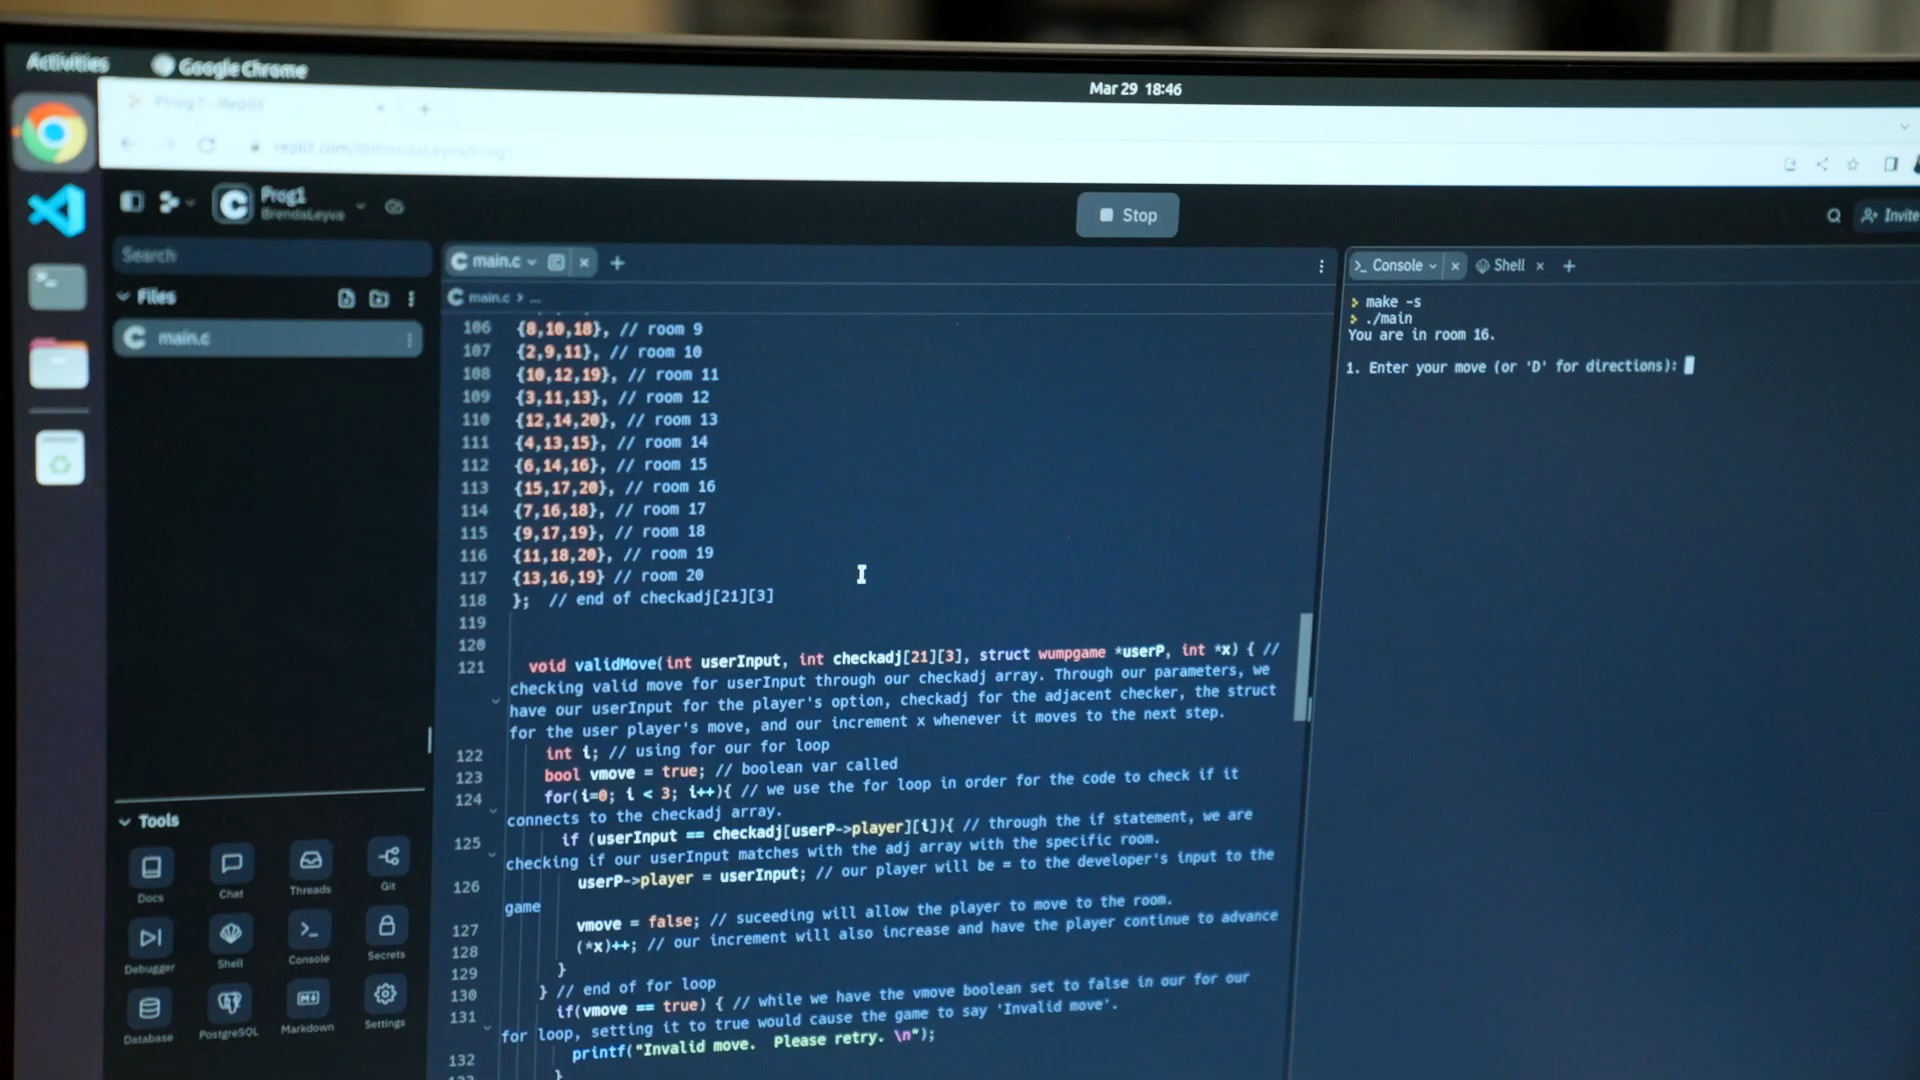 Activities
Google Chrome
Mar 29 18:46
Prog1 - Replit
replit.com/@BrendaLeyva/Prog1
Prog1
BrendaLeyva
Stop
Invite
Search
Files
main.c
main.c
main.c > ...
106 {8,10,18}, // room 9
107 {2,9,11}, // room 10
108 {10,12,19}, // room 11
109 {3,11,13}, // room 12
110 {12,14,20}, // room 13
111 {4,13,15}, // room 14
112 {6,14,16}, // room 15
113 {15,17,20}, // room 16
114 {7,16,18}, // room 17
115 {9,17,19}, // room 18
116 {11,18,20}, // room 19
117 {13,16,19} // room 20
118 }; // end of checkadj[21][3]
119
120
121 void validMove(int userInput, int checkadj[21][3], struct wumpgame *userP, int *x) { //
checking valid move for userInput through our checkadj array. Through our parameters, we
have our userInput for the player's option, checkadj for the adjacent checker, the struct
for the user player's move, and our increment x whenever it moves to the next step.
122 int i; // using for our for loop
123 bool vmove = true; // boolean var called
124 for(i=0; i < 3; i++){ // we use the for loop in order for the code to check if it
connects to the checkadj array.
125 if (userInput == checkadj[userP->player][i]){ // through the if statement, we are
checking if our userInput matches with the adj array with the specific room.
126 userP->player = userInput; // our player will be = to the developer's input to the
game
127 vmove = false; // suceeding will allow the player to move to the room.
128 (*x)++; // our increment will also increase and have the player continue to advance
129 }
130 } // end of for loop
131 if(vmove == true) { // while we have the vmove boolean set to false in our for our
for loop, setting it to true would cause the game to say 'Invalid move'.
132 printf("Invalid move.  Please retry. \n");
}
Console
Shell
make -s
./main
You are in room 16.
1. Enter your move (or 'D' for directions):
Tools
Docs
Chat
Threads
Git
Debugger
Shell
Console
Secrets
Database
PostgreSQL
Markdown
Settings